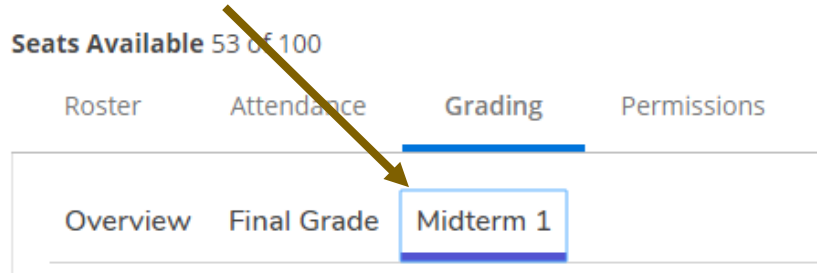 Seats Available 53 of 100
Roster Attendance Grading Permissions
Overview Final Grade Midterm 1